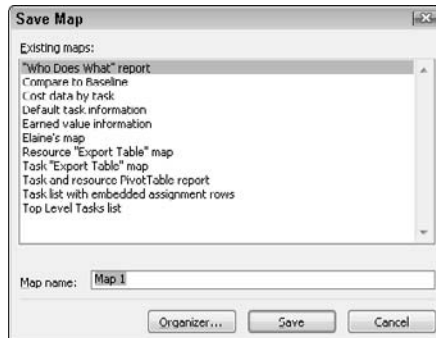 Save Map
Existing maps:
"Who Does What" report
Compare to Baseline
Cost data by task
Default task information
Earned value information
Elaine's map
Resource "Export Table" map
Task "Export Table" map
Task and resource PivotTable report
Task list with embedded assignment rows
Top Level Tasks list
Map name: Map 1
Organizer... Save Cancel